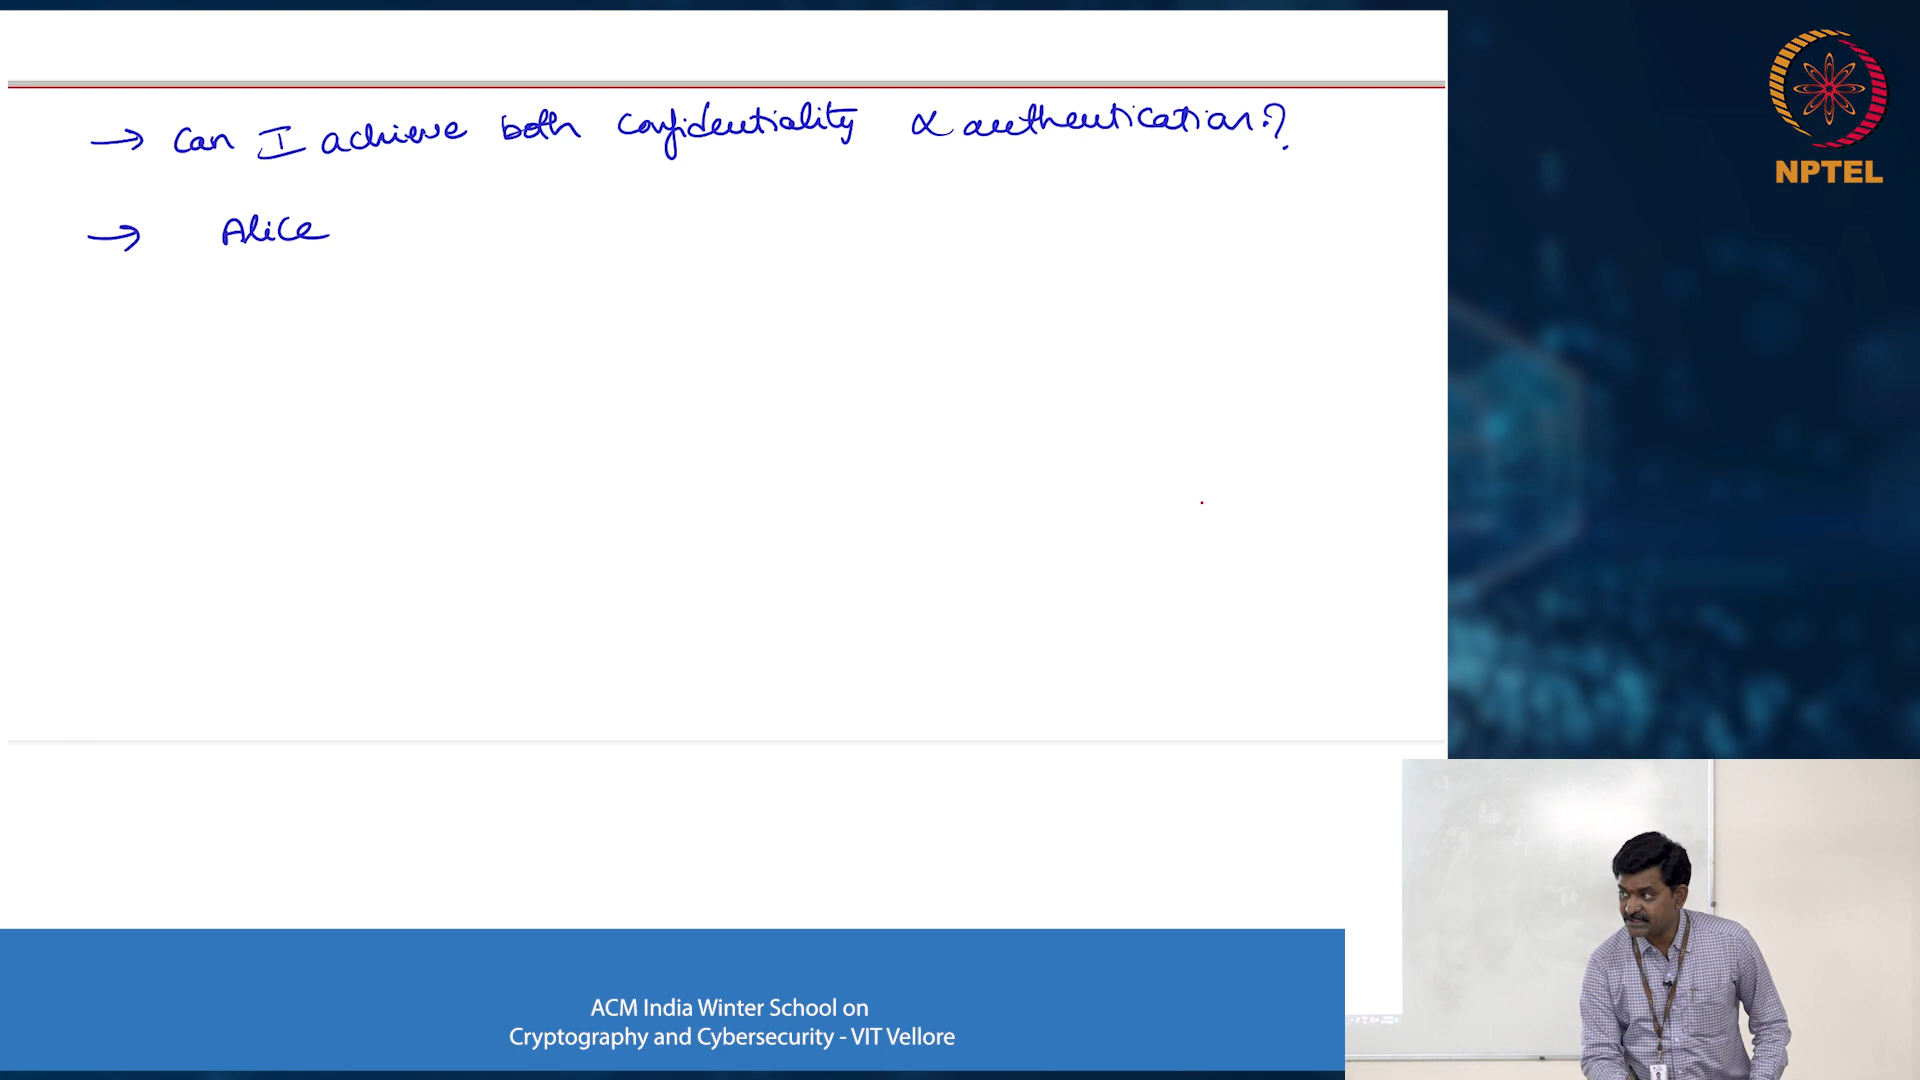 → Can I achieve both confidentiality & authentication?
→ Alice
NPTEL
ACM India Winter School on
Cryptography and Cybersecurity - VIT Vellore